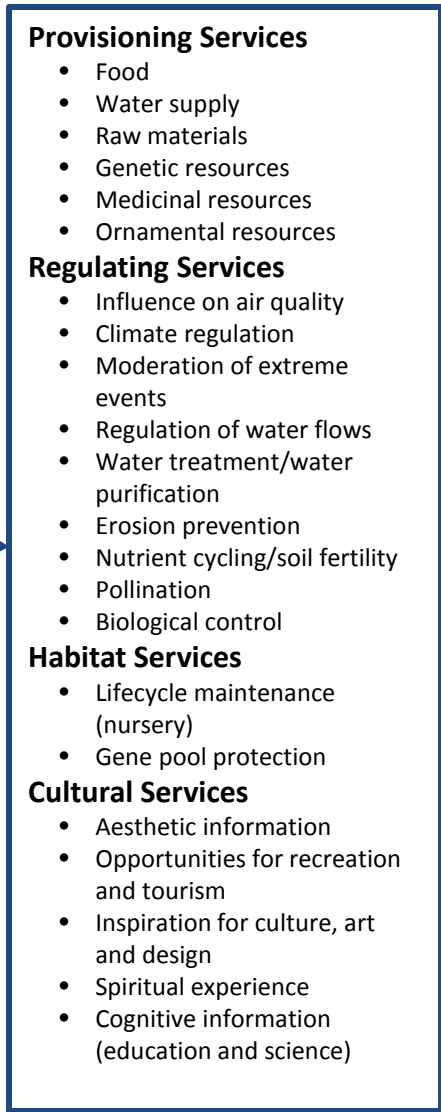 Provisioning Services
• Food
• Water supply
• Raw materials
• Genetic resources
• Medicinal resources
• Ornamental resources
Regulating Services
• Influence on air quality
• Climate regulation
• Moderation of extreme
events
• Regulation of water flows
• Water treatment/water
purification
• Erosion prevention
• Nutrient cycling/soil fertility
• Pollination
• Biological control
Habitat Services
• Lifecycle maintenance
(nursery)
• Gene pool protection
Cultural Services
• Aesthetic information
• Opportunities for recreation
and tourism
• Inspiration for culture, art
and design
• Spiritual experience
• Cognitive information
(education and science)